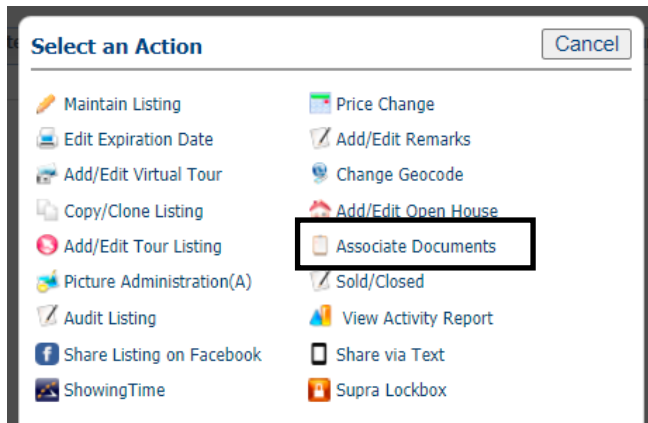 Select an Action
Cancel
Maintain Listing
Price Change
Edit Expiration Date
Add/Edit Remarks
Add/Edit Virtual Tour
Change Geocode
Copy/Clone Listing
Add/Edit Open House
Add/Edit Tour Listing
Associate Documents
Picture Administration(A)
Sold/Closed
Audit Listing
View Activity Report
Share Listing on Facebook
Share via Text
ShowingTime
Supra Lockbox